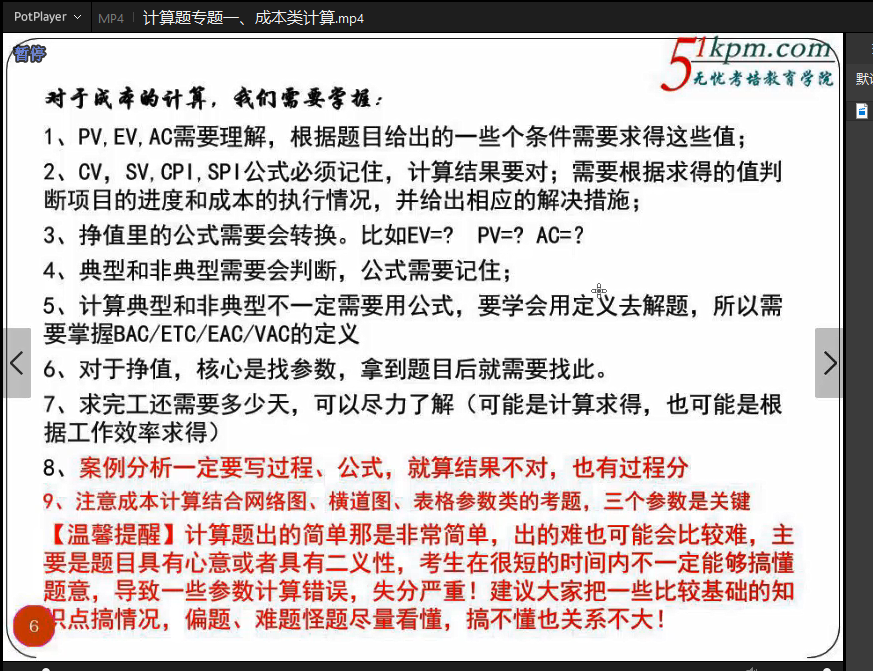 PotPlayer MP4 计算题专题一、成本类计算.mp4
暂停
51kpm.com
无忧考培教育学院
默认
对于成本的计算，我们需要掌握：
1、PV,EV,AC需要理解，根据题目给出的一些个条件需要求得这些值；
2、CV，SV,CPI,SPI公式必须记住，计算结果要对；需要根据求得的值判
断项目的进度和成本的执行情况，并给出相应的解决措施；
3、挣值里的公式需要会转换。比如EV=? PV=? AC=?
4、典型和非典型需要会判断，公式需要记住；
5、计算典型和非典型不一定需要用公式，要学会用定义去解题，所以需
要掌握BAC/ETC/EAC/VAC的定义
6、对于挣值，核心是找参数，拿到题目后就需要找此。
7、求完工还需要多少天，可以尽力了解（可能是计算求得，也可能是根
据工作效率求得）
8、案例分析一定要写过程、公式，就算结果不对，也有过程分
9、注意成本计算结合网络图、横道图、表格参数类的考题，三个参数是关键
【温馨提醒】计算题出的简单那是非常简单，出的难也可能会比较难，主
要是题目具有心意或者具有二义性，考生在很短的时间内不一定能够搞懂
题意，导致一些参数计算错误，失分严重！建议大家把一些比较基础的知
识点搞情况，偏题、难题怪题尽量看懂，搞不懂也关系不大！
6